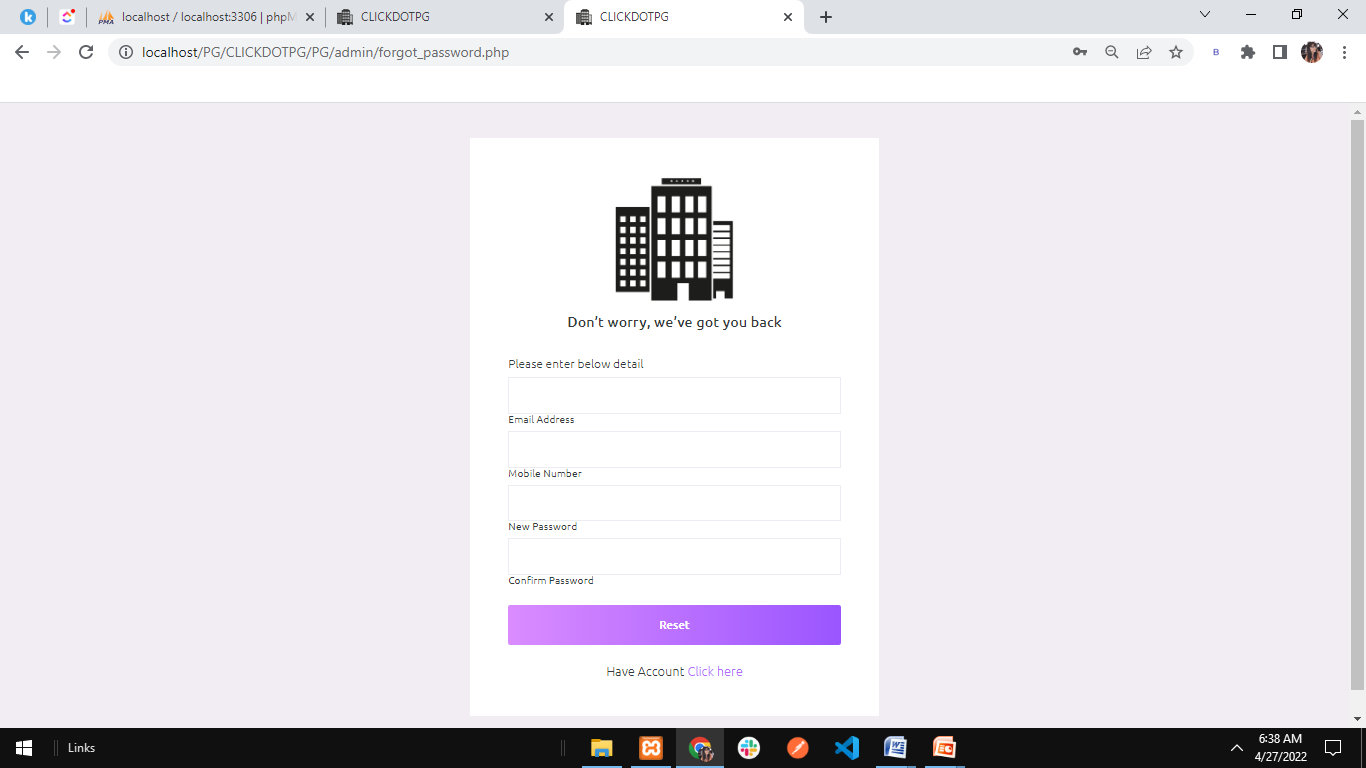 localhost / localhost:3306 | phpM
CLICKDOTPG
CLICKDOTPG
localhost/PG/CLICKDOTPG/PG/admin/forgot_password.php
Don’t worry, we’ve got you back
Please enter below detail
Email Address
Mobile Number
New Password
Confirm Password
Reset
Have Account Click here
Links
6:38 AM
4/27/2022